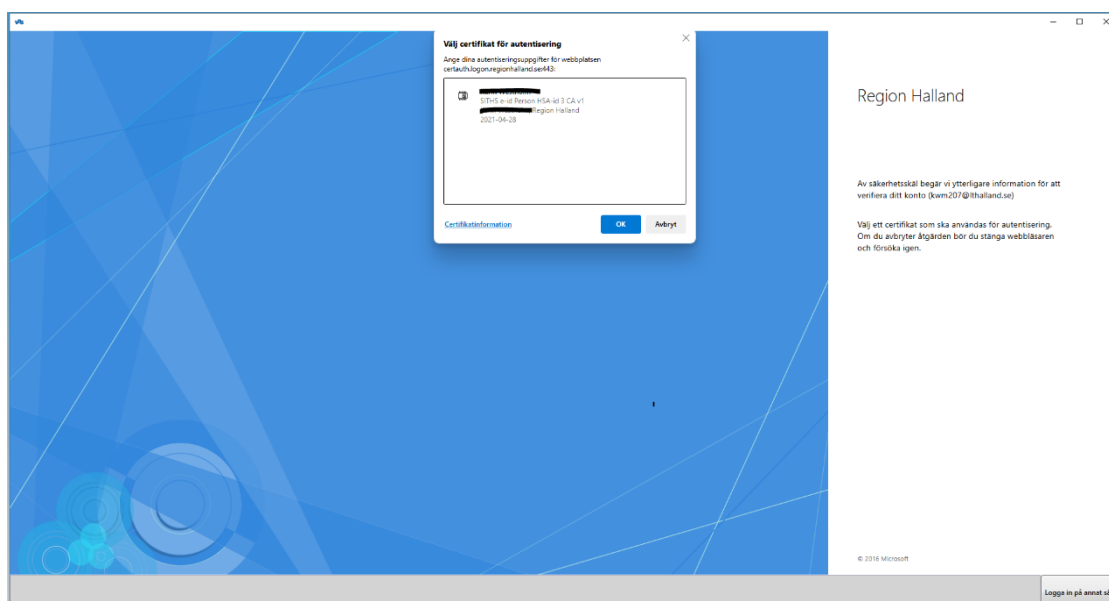 Välj certifikat för autentisering
Ange dina autentiseringsuppgifter för webbplatsen
certauth.logon.regionhalland.se:443:
SITHS e-id Person HSA-id 3 CA v1
Region Halland
2021-04-28
Certifikatinformation
OK
Avbryt
Region Halland
Av säkerhetsskäl begär vi ytterligare information för att
verifiera ditt konto (kwm207@lthalland.se)
Välj ett certifikat som ska användas för autentisering.
Om du avbryter åtgärden bör du stänga webbläsaren
och försöka igen.
© 2016 Microsoft
Logga in på annat sä